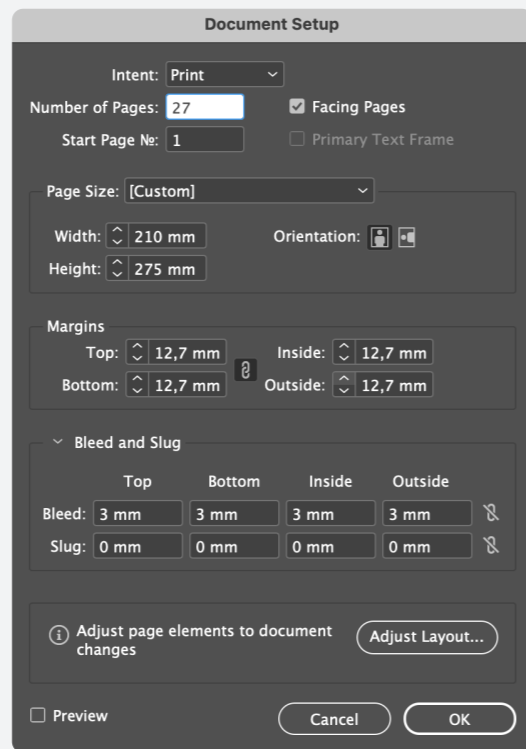 Document Setup
Intent: Print
Number of Pages: 27
Facing Pages
Start Page №: 1
Primary Text Frame
Page Size: [Custom]
Width: 210 mm
Orientation:
Height: 275 mm
Margins
Top: 12,7 mm
Inside: 12,7 mm
Bottom: 12,7 mm
Outside: 12,7 mm
Bleed and Slug
Top Bottom Inside Outside
Bleed: 3 mm 3 mm 3 mm 3 mm
Slug: 0 mm 0 mm 0 mm 0 mm
Adjust page elements to document
changes
Adjust Layout...
Preview
Cancel
OK